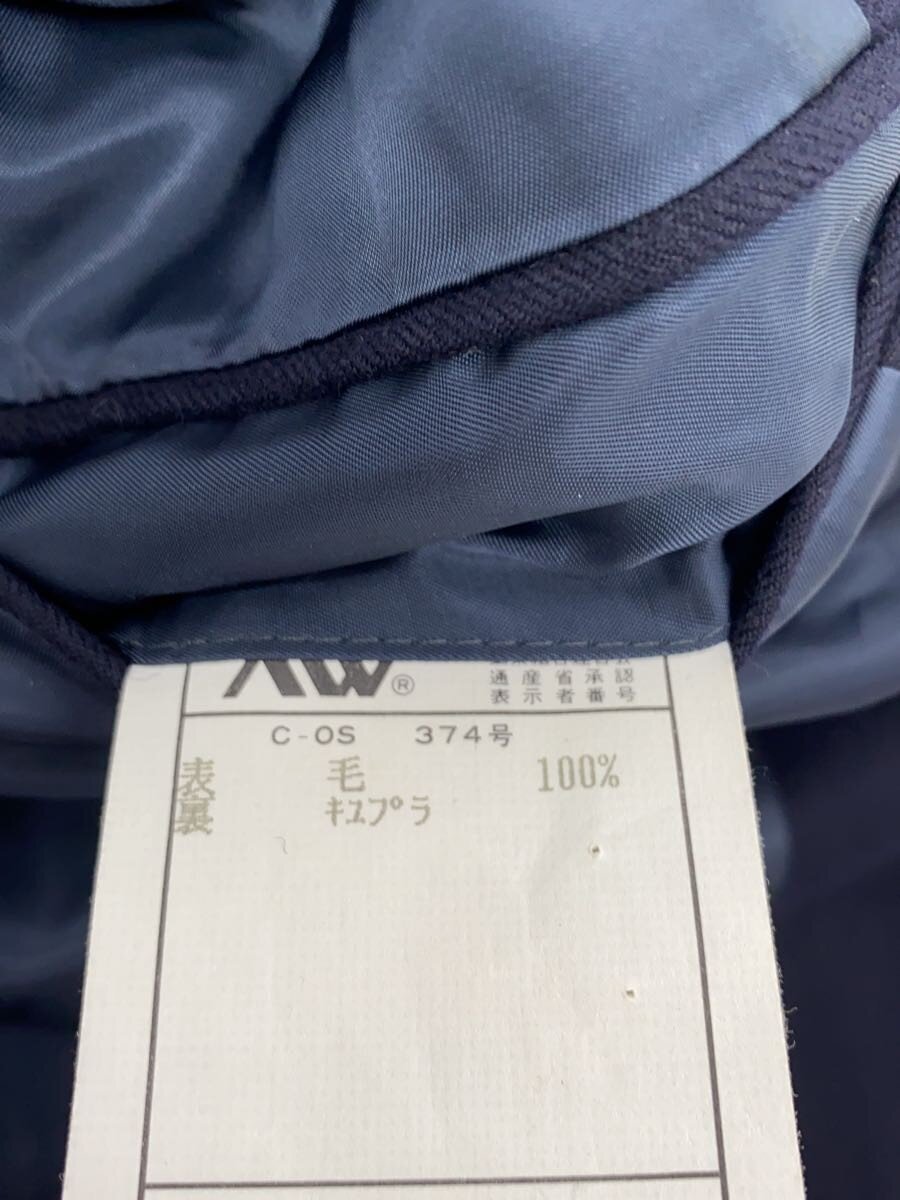 ®
通産省承認
表示者番号
C-OS 374号
表 毛 100%
裏 キュプラ